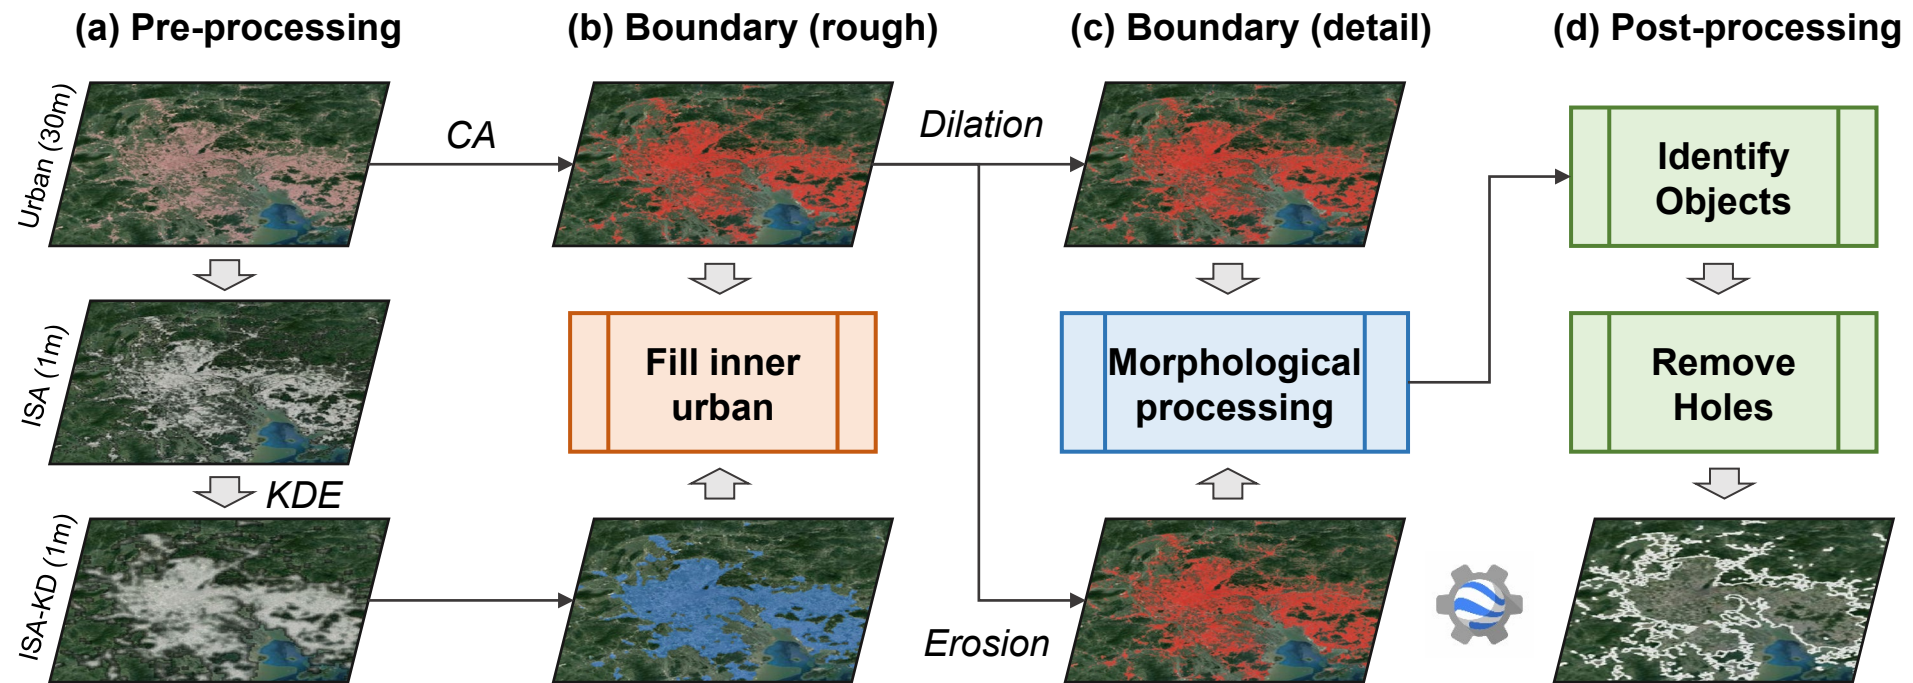 (a) Pre-processing
(b) Boundary (rough)
(c) Boundary (detail)
(d) Post-processing
Urban (30m)
CA
Dilation
Identify
Objects
ISA (1m)
Fill inner
urban
Morphological
processing
Remove
Holes
KDE
ISA-KD (1m)
Erosion